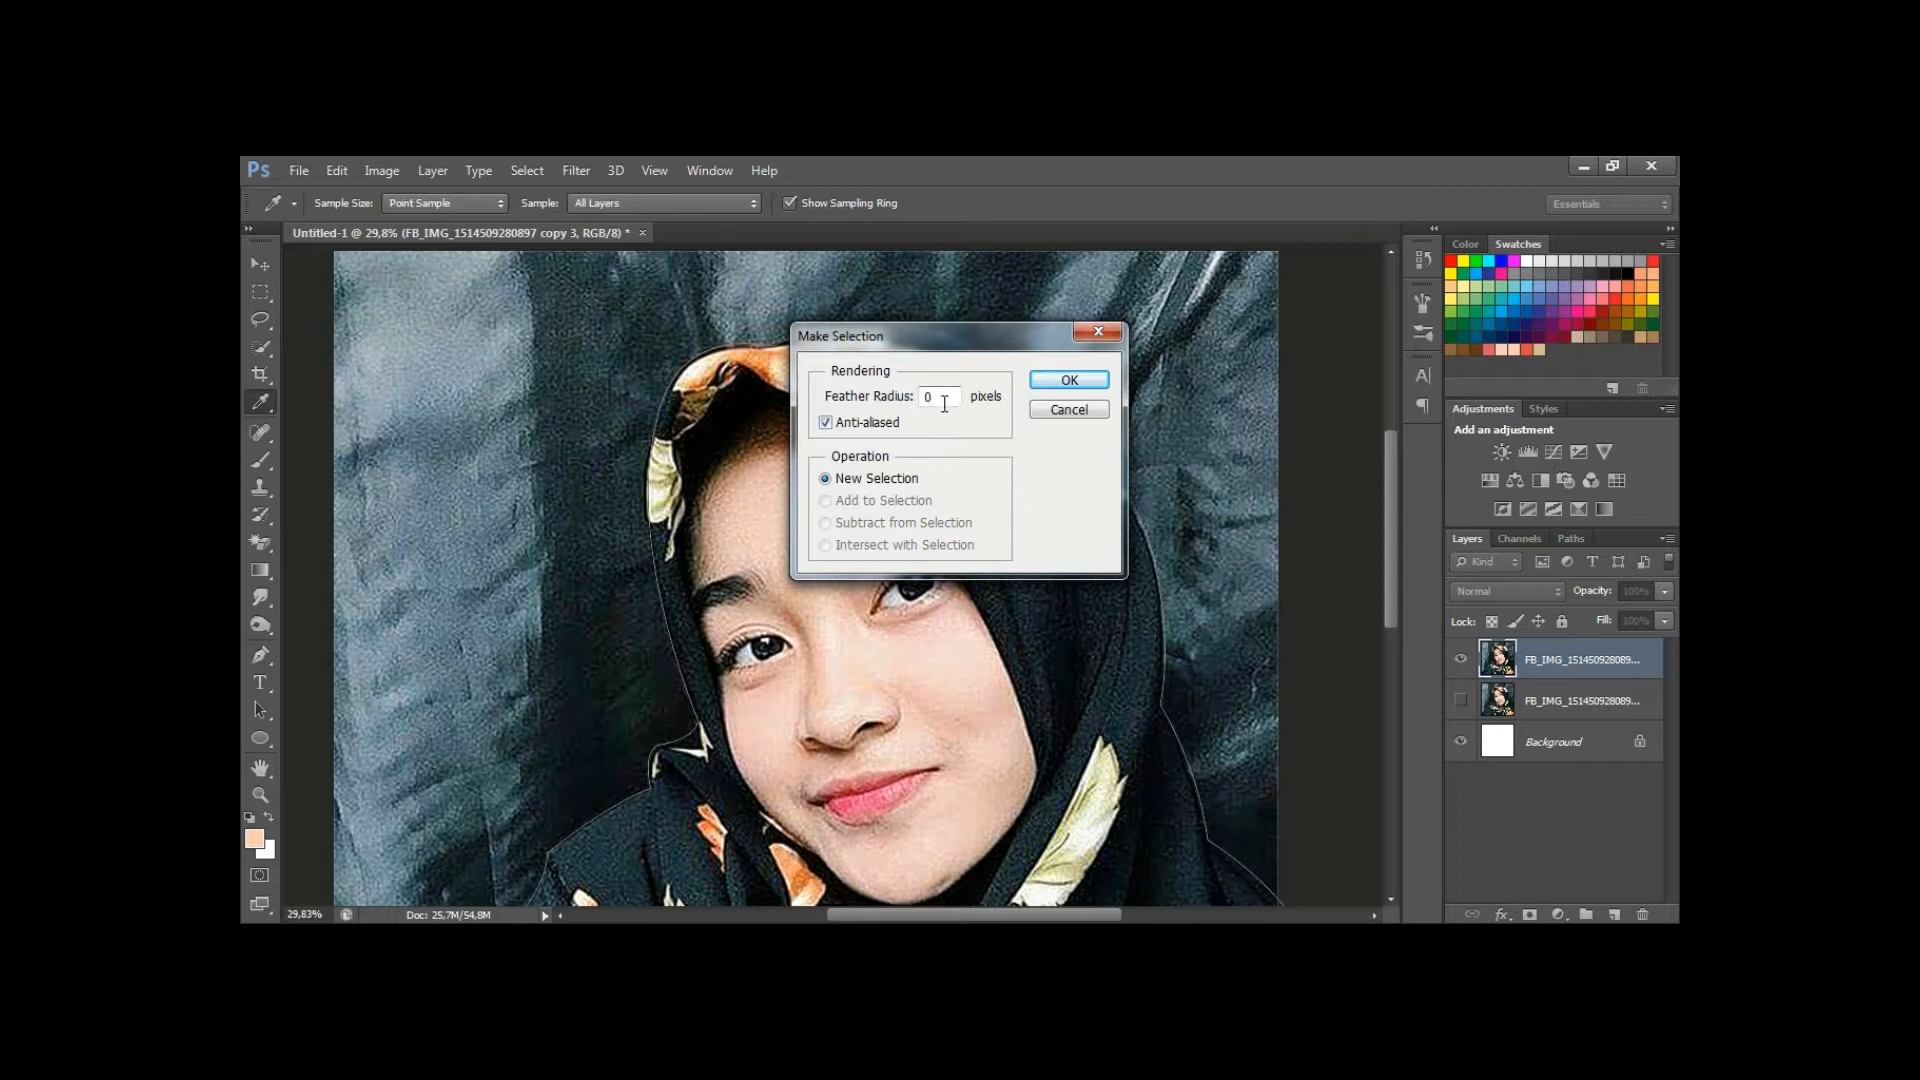 Ps File Edit Image Layer Type Select Filter 3D View Window Help
Sample Size: Point Sample Sample: All Layers Show Sampling Ring Essentials
Untitled-1 @ 29,8% (FB_IMG_1514509280897 copy 3, RGB/8) *
Color Swatches
Make Selection
Rendering
Feather Radius: 0 pixels
Anti-aliased
OK
Cancel
Operation
New Selection
Add to Selection
Subtract from Selection
Intersect with Selection
Adjustments Styles
Add an adjustment
Layers Channels Paths
Kind
Normal Opacity: 100%
Lock: Fill: 100%
FB_IMG_151450928089...
FB_IMG_151450928089...
Background
29,83% Doc: 25,7M/54,8M